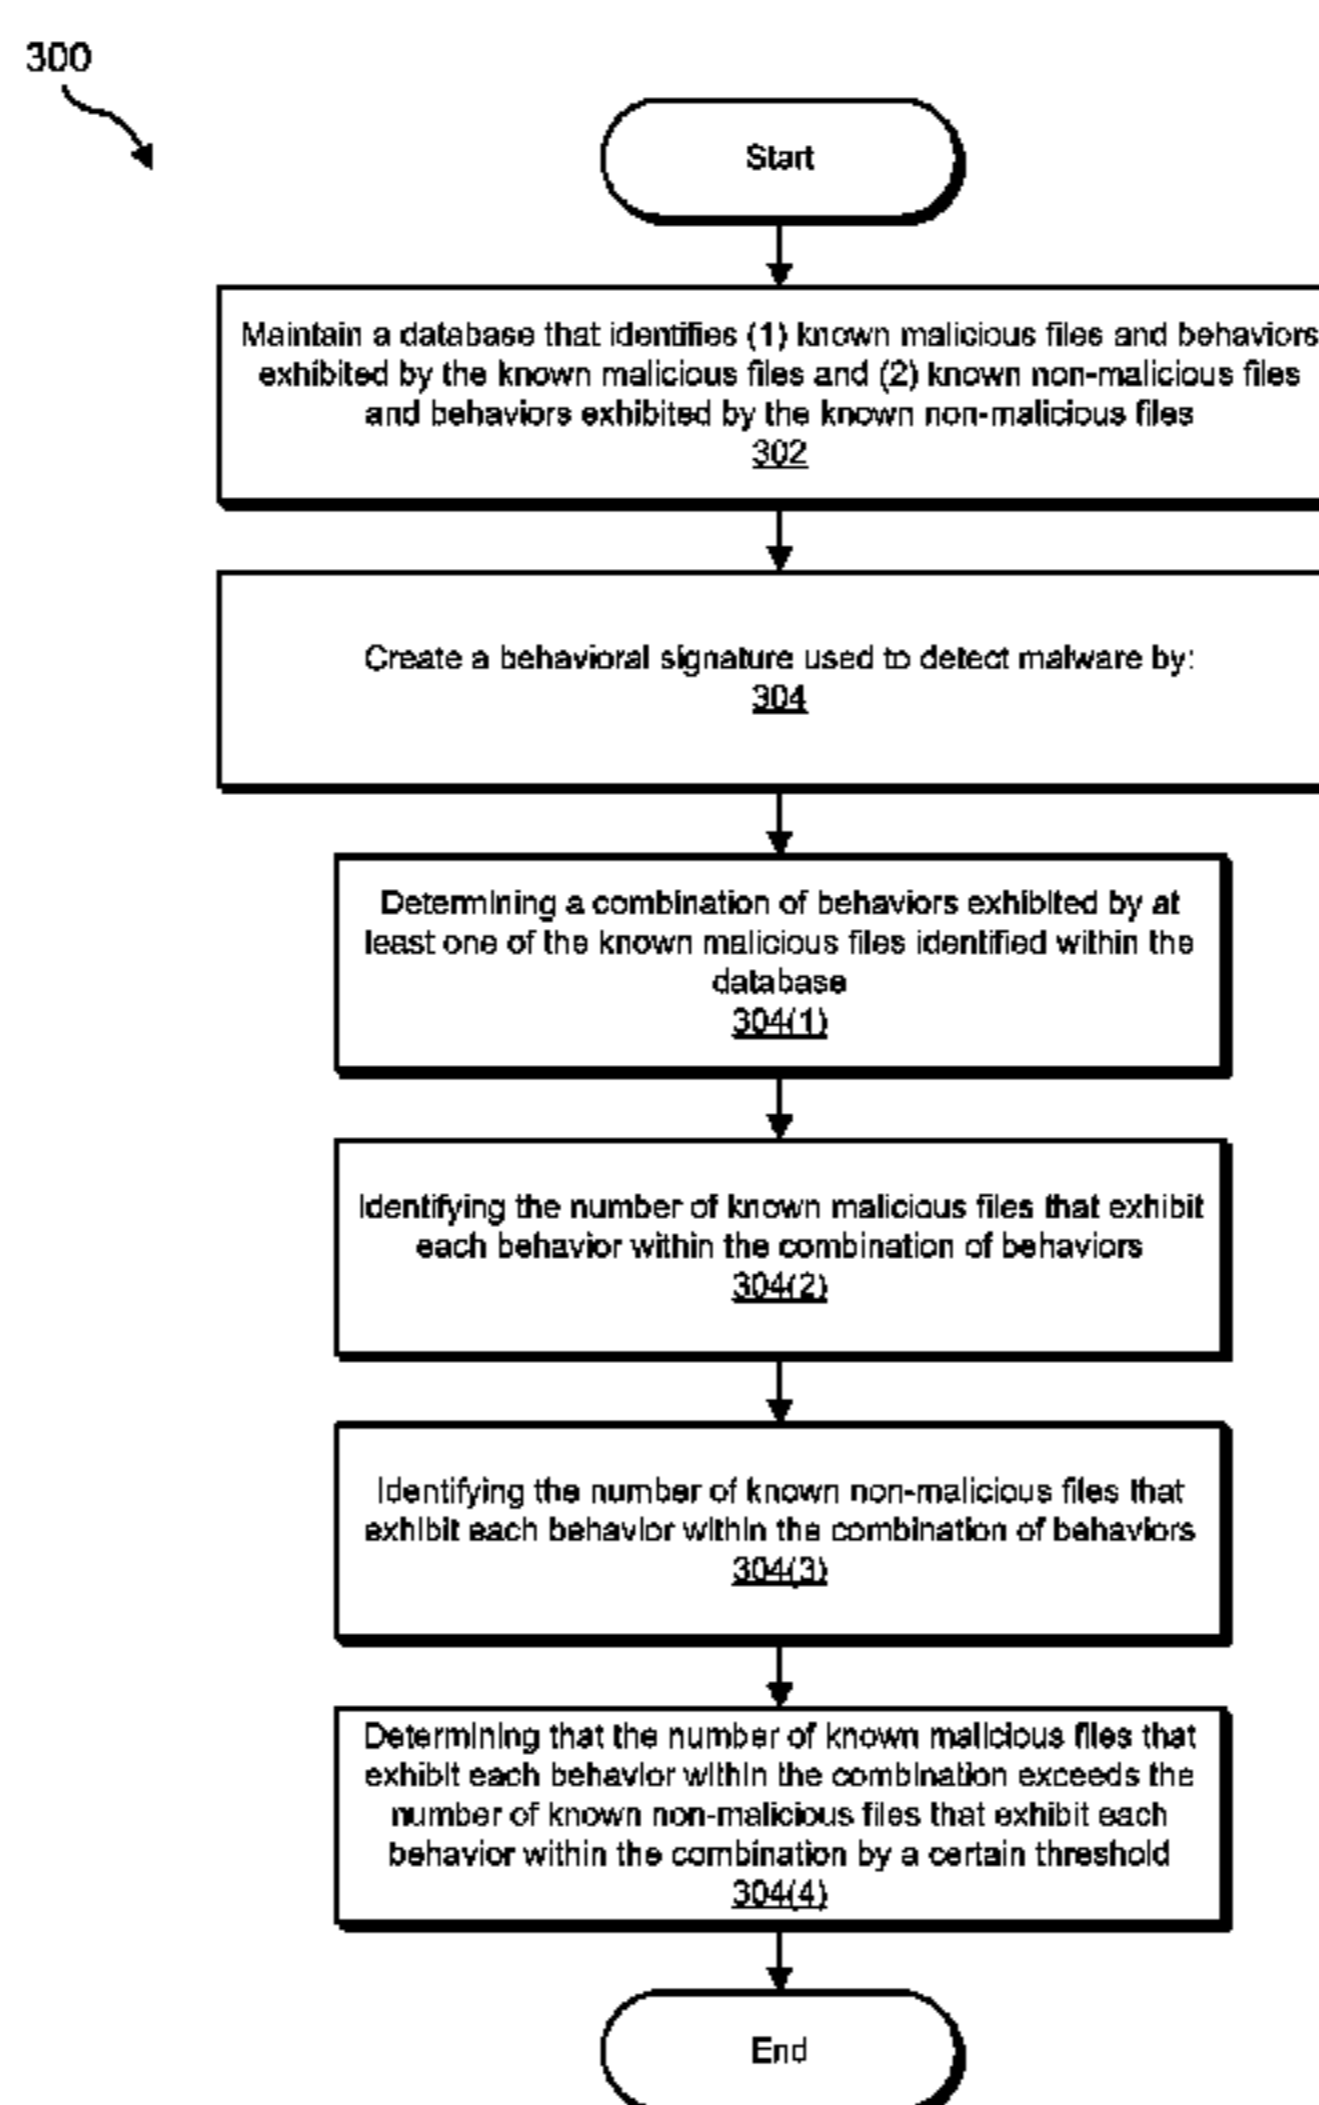 300
Start
Maintain a database that identifies (1) known malicious files and behaviors
exhibited by the known malicious files and (2) known non-malicious files
and behaviors exhibited by the known non-malicious files
302
Create a behavioral signature used to detect malware by:
304
Determining a combination of behaviors exhibited by at
least one of the known malicious files identified within the
database
304(1)
Identifying the number of known malicious files that exhibit
each behavior within the combination of behaviors
304(2)
Identifying the number of known non-malicious files that
exhibit each behavior within the combination of behaviors
304(3)
Determining that the number of known malicious files that
exhibit each behavior within the combination exceeds the
number of known non-malicious files that exhibit each
behavior within the combination by a certain threshold
304(4)
End